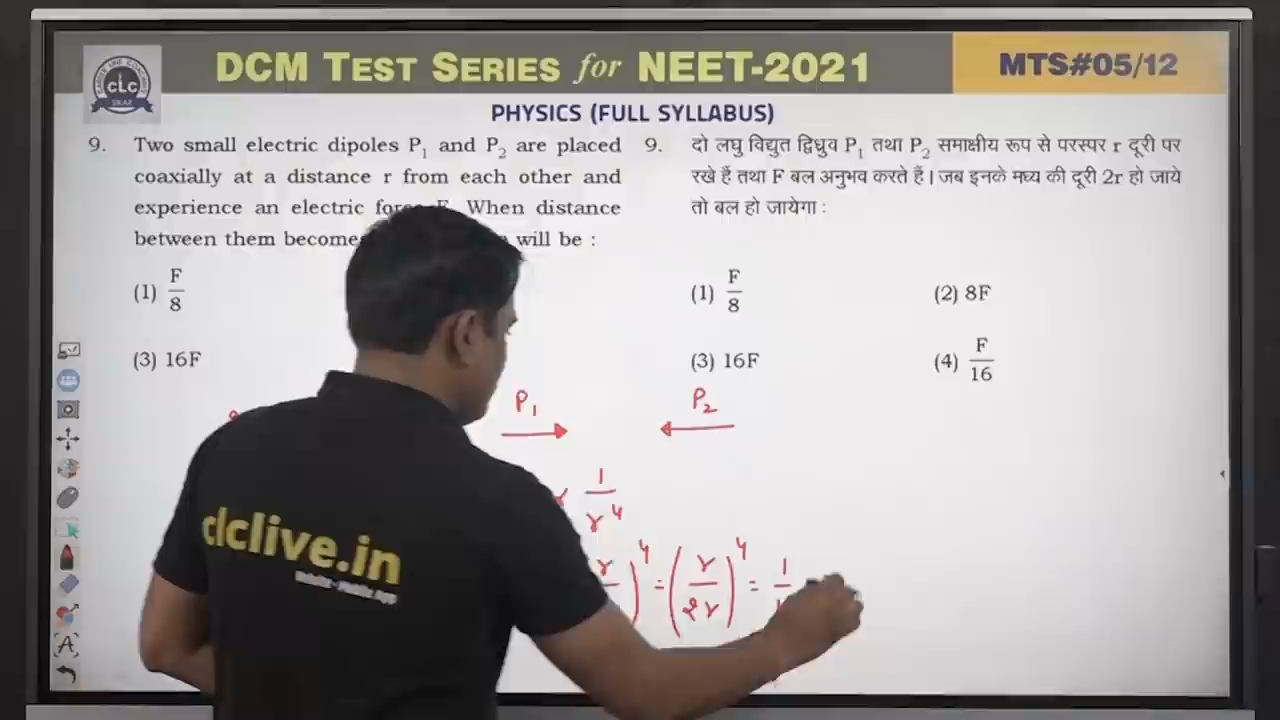 DCM TEST SERIES for NEET-2021
MTS#05/12
CLC
SIKAR
PHYSICS (FULL SYLLABUS)
9. Two small electric dipoles P₁ and P₂ are placed
coaxially at a distance r from each other and
experience an electric force F. When distance
between them become will be :
(1) F/8
(3) 16F
9. दो लघु विद्युत द्विध्रुव P₁ तथा P₂ समाक्षीय रूप से परस्पर r दूरी पर
रखे हैं तथा F बल अनुभव करते हैं। जब इनके मध्य की दूरी 2r हो जाये
तो बल हो जायेगा :
(1) F/8
(2) 8F
(3) 16F
(4) F/16
P₁ P₂
1/r⁴
)⁴ = (r/2r)⁴ = 1/
clclive.in